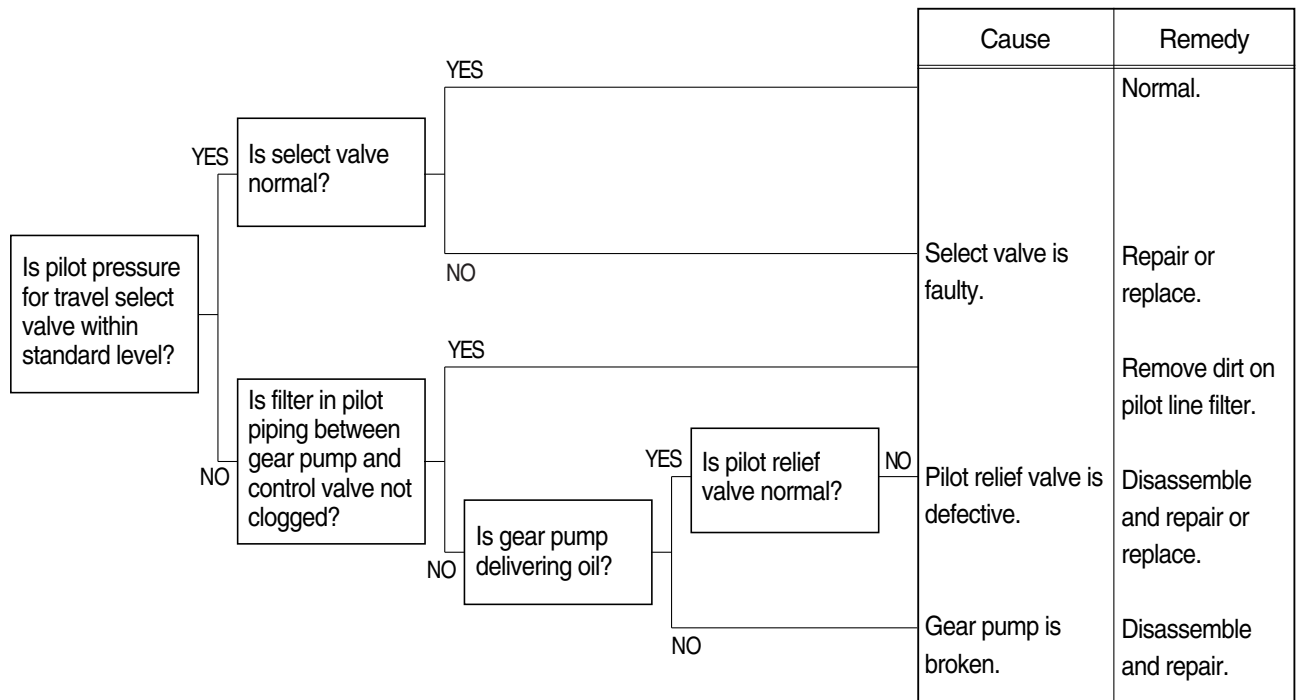 Cause
Remedy
YES
Normal.
YES
Is select valve
normal?
Is pilot pressure
for travel select
valve within
standard level?
NO
Select valve is
faulty.
Repair or
replace.
YES
Remove dirt on
pilot line filter.
NO
Is filter in pilot
piping between
gear pump and
control valve not
clogged?
YES
Is pilot relief
valve normal?
NO
Pilot relief valve is
defective.
Disassemble
and repair or
replace.
NO
Is gear pump
delivering oil?
NO
Gear pump is
broken.
Disassemble
and repair.